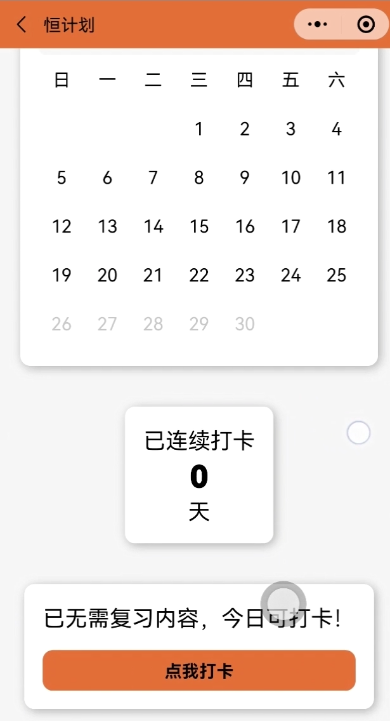 恒计划
日 一 二 三 四 五 六
1 2 3 4
5 6 7 8 9 10 11
12 13 14 15 16 17 18
19 20 21 22 23 24 25
26 27 28 29 30
已连续打卡
0
天
已无需复习内容，今日可打卡！
点我打卡